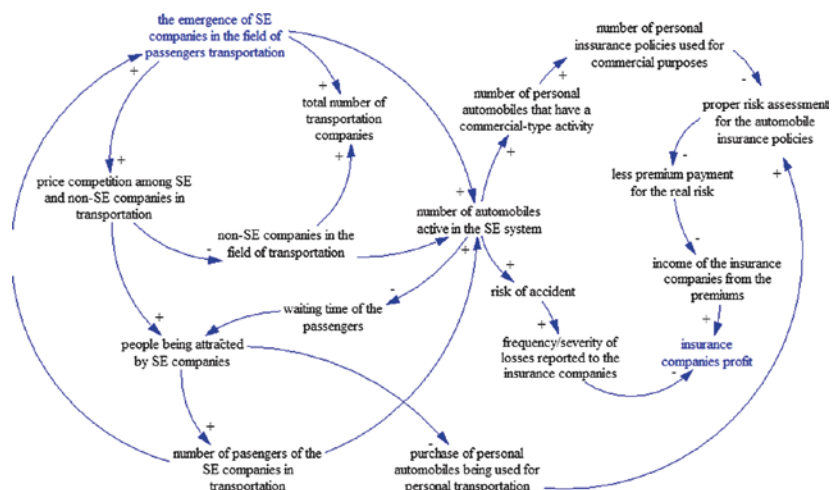 the emergence of SE
companies in the field of
passengers transportation
number of personal
inssurance policies used for
commercial purposes
+
+
-
+
number of personal
automobiles that have a
commercial-type activity
proper risk assessment
for the automobile
insurance policies
total number of
transportation
companies
+
+
+
-
+
price competition among SE
and non-SE companies in
transportation
less premium payment
for the real risk
+
number of automobiles
active in the SE system
non-SE companies in
the field of transportation
-
+
+
-
income of the insurance
companies from the
premiums
-
risk of accident
waiting time of the
passengers
+
+
+
-
people being attracted
by SE companies
frequency/severity of
losses reported to the
insurance companies
insurance
companies profit
-
+
-
number of pasengers of the
SE companies in
transportation
purchase of personal
automobiles being used for
personal transportation